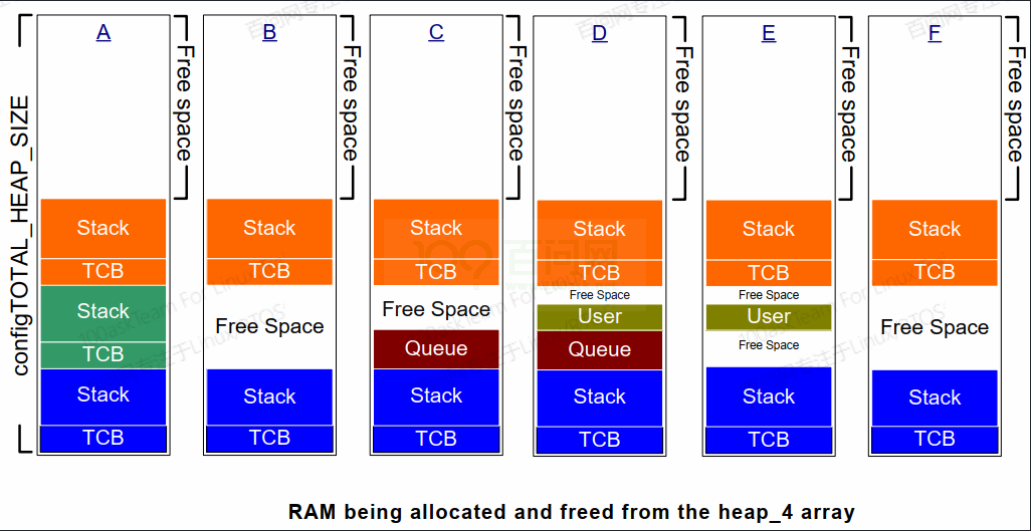 configTOTAL_HEAP_SIZE
A
Free space
Stack
TCB
Stack
TCB
Stack
TCB
B
Free space
Stack
TCB
Free Space
Stack
TCB
C
Free space
Stack
TCB
Free Space
Queue
Stack
TCB
D
Free space
Stack
TCB
Free Space
User
Queue
Stack
TCB
E
Free space
Stack
TCB
Free Space
User
Free Space
Stack
TCB
F
Free space
Stack
TCB
Free Space
Stack
TCB
百问网
RAM being allocated and freed from the heap_4 array